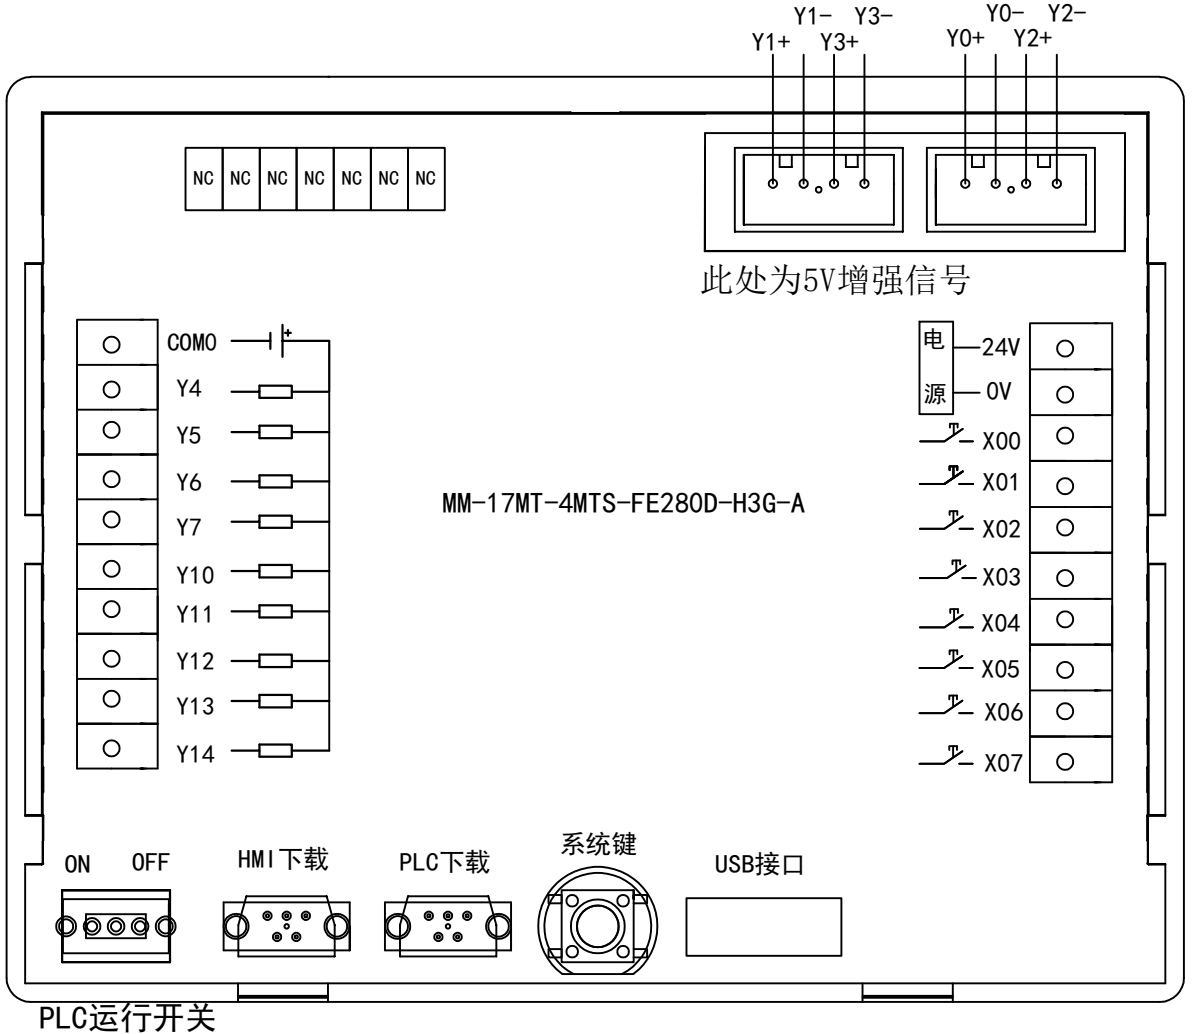 Y1- Y3- Y0- Y2-
Y1+ Y3+ Y0+ Y2+
NC NC NC NC NC NC NC
此处为5V增强信号
COM0
Y4
Y5
Y6
Y7
Y10
Y11
Y12
Y13
Y14
MM-17MT-4MTS-FE280D-H3G-A
电源
24V
0V
X00
X01
X02
X03
X04
X05
X06
X07
ON OFF
HMI下载
PLC下载
系统键
USB接口
PLC运行开关